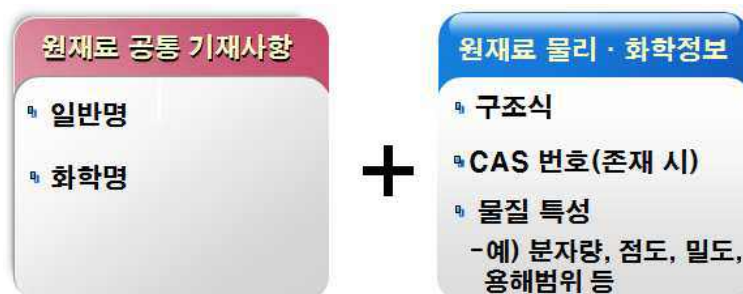 원재료 공통 기재사항
일반명
화학명
+
원재료 물리 · 화학정보
구조식
CAS 번호(존재 시)
물질 특성
-예) 분자량, 점도, 밀도,
용해범위 등